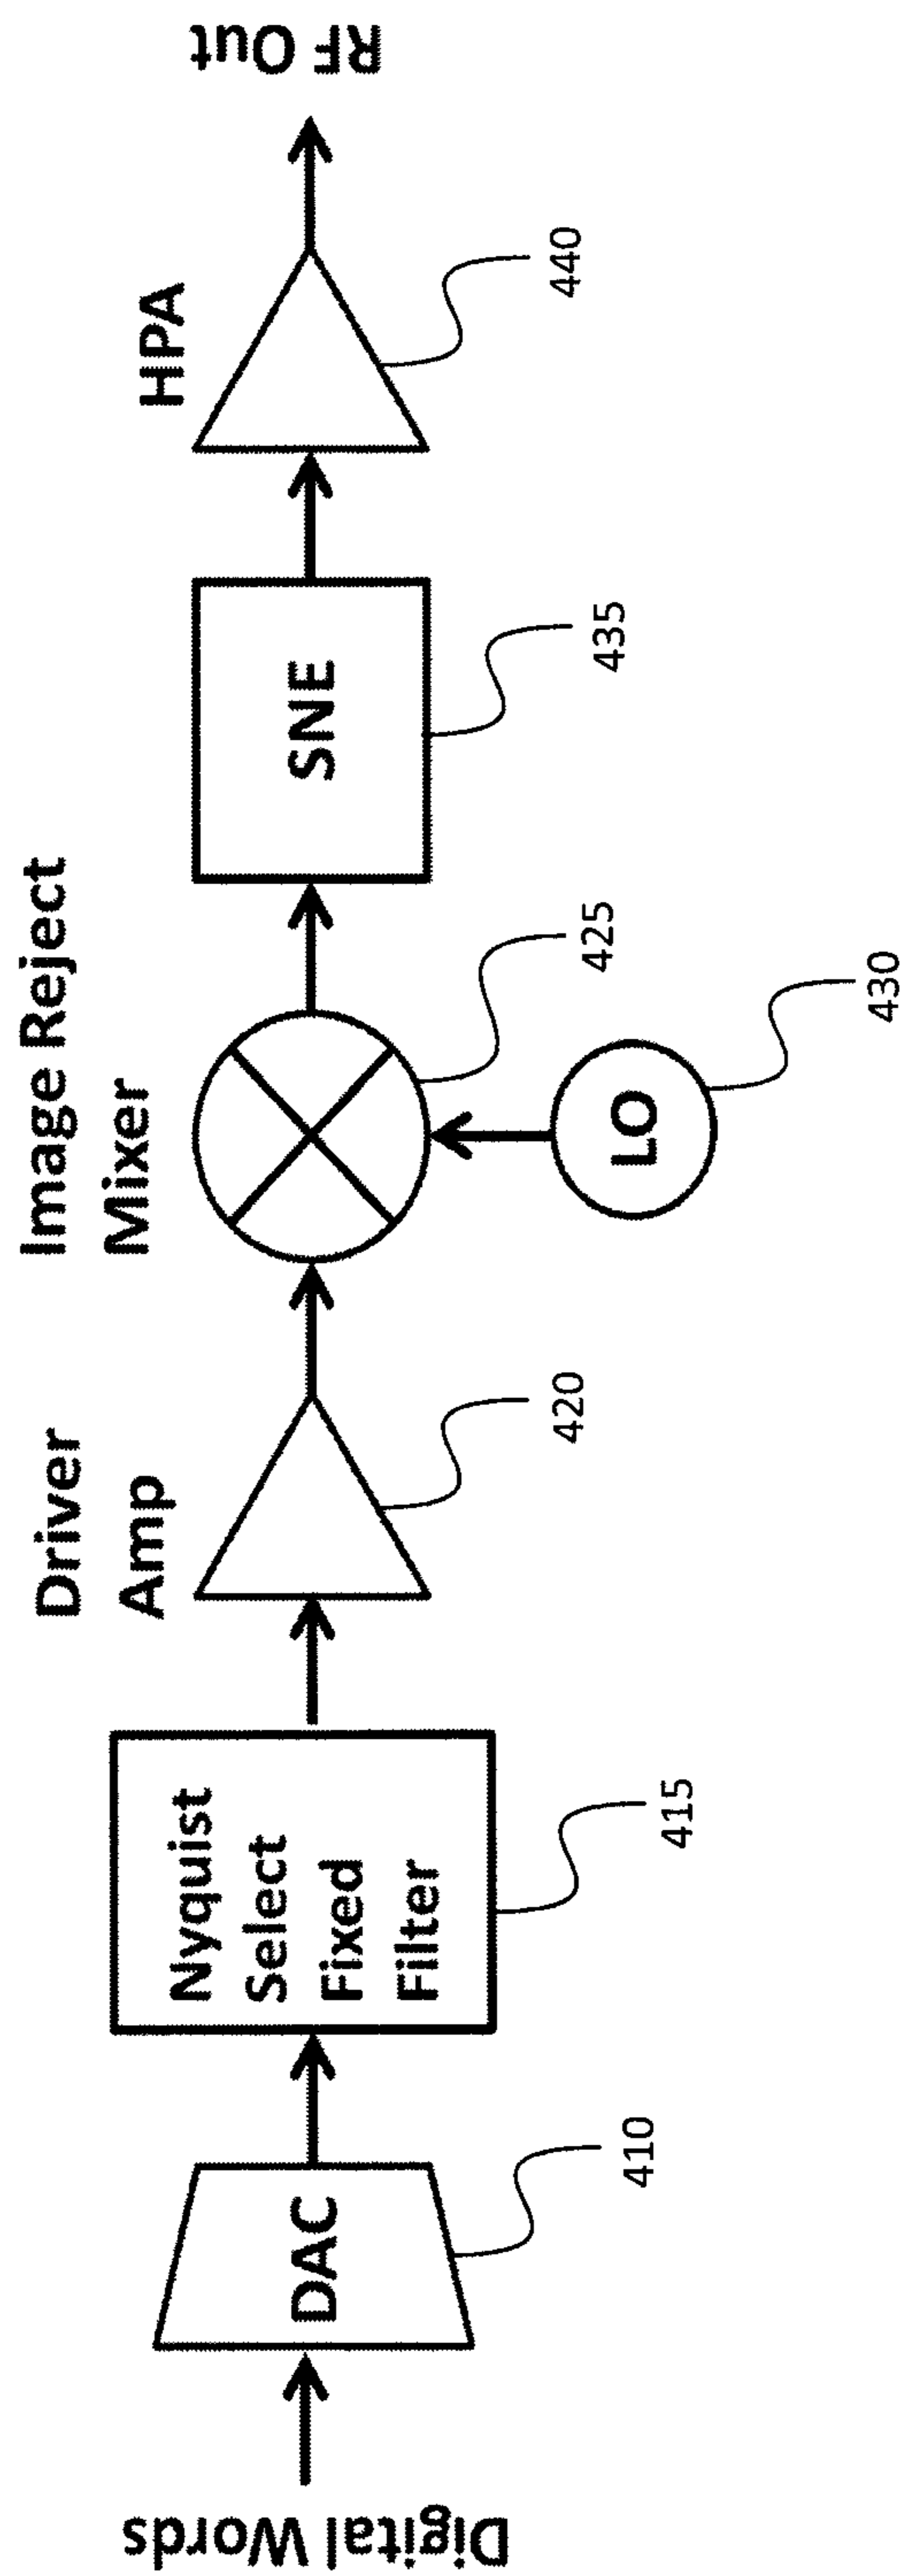 Digital Words
DAC
410
Nyquist
Select
Fixed
Filter
415
Driver
Amp
420
Image Reject
Mixer
425
LO
430
SNE
435
HPA
440
RF Out